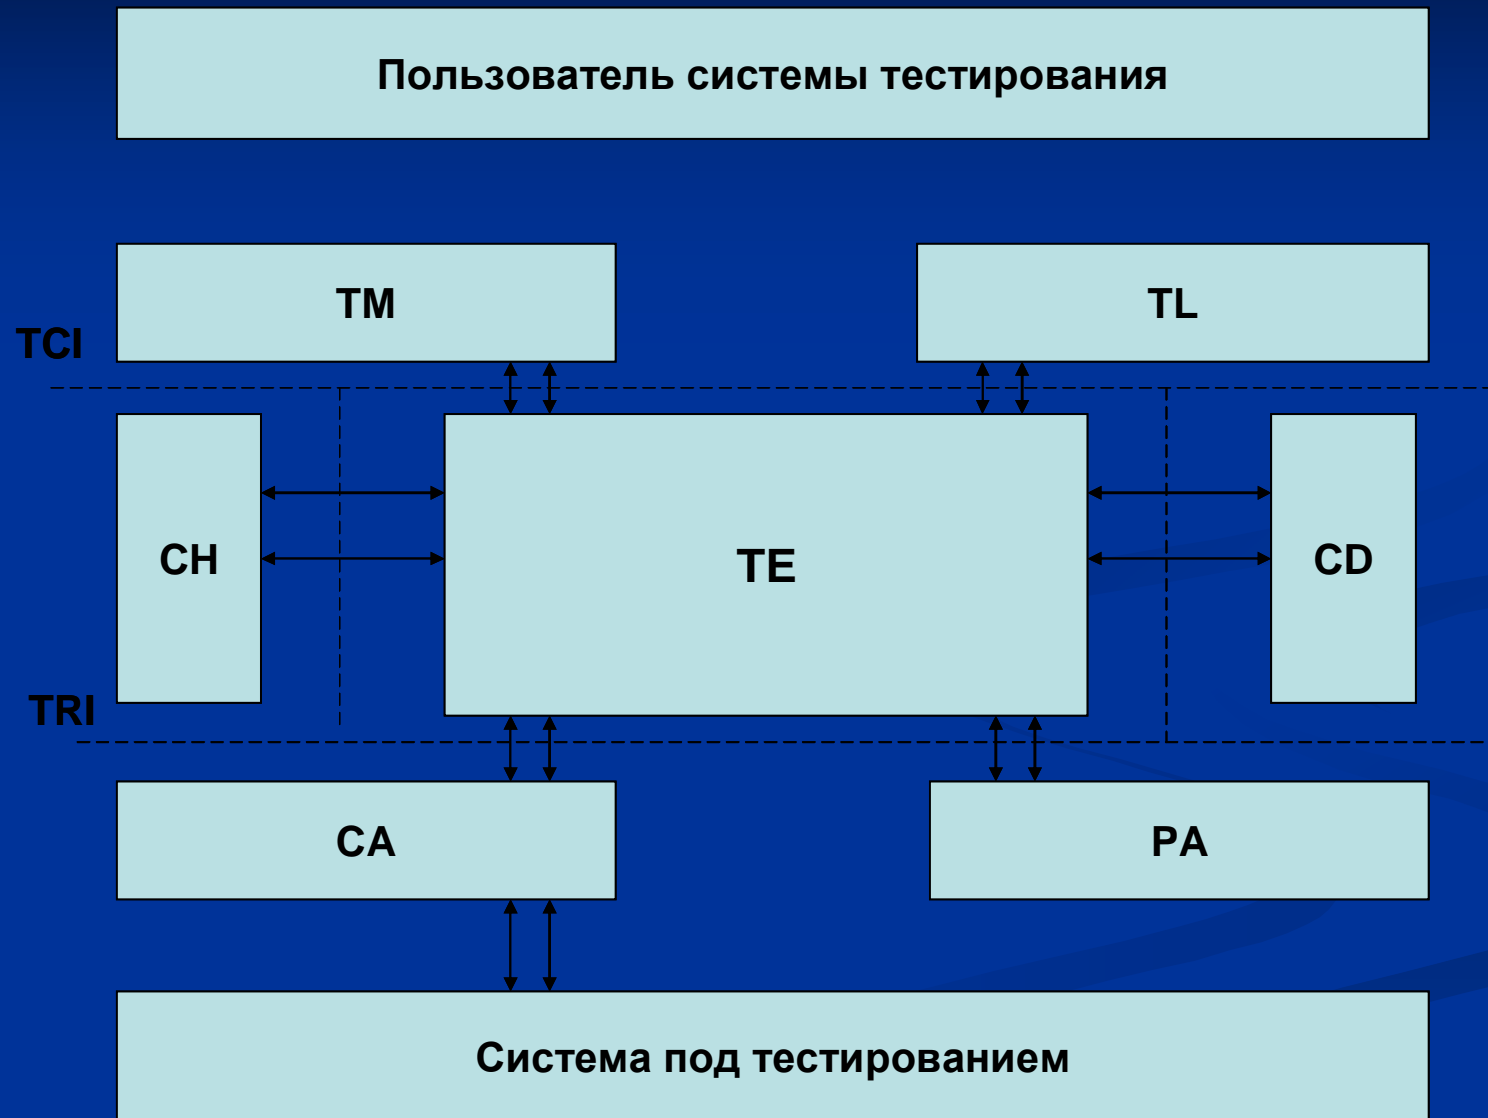 Пользователь системы тестирования
TM
TL
TCI
CH
TE
CD
TRI
CA
PA
Система под тестированием